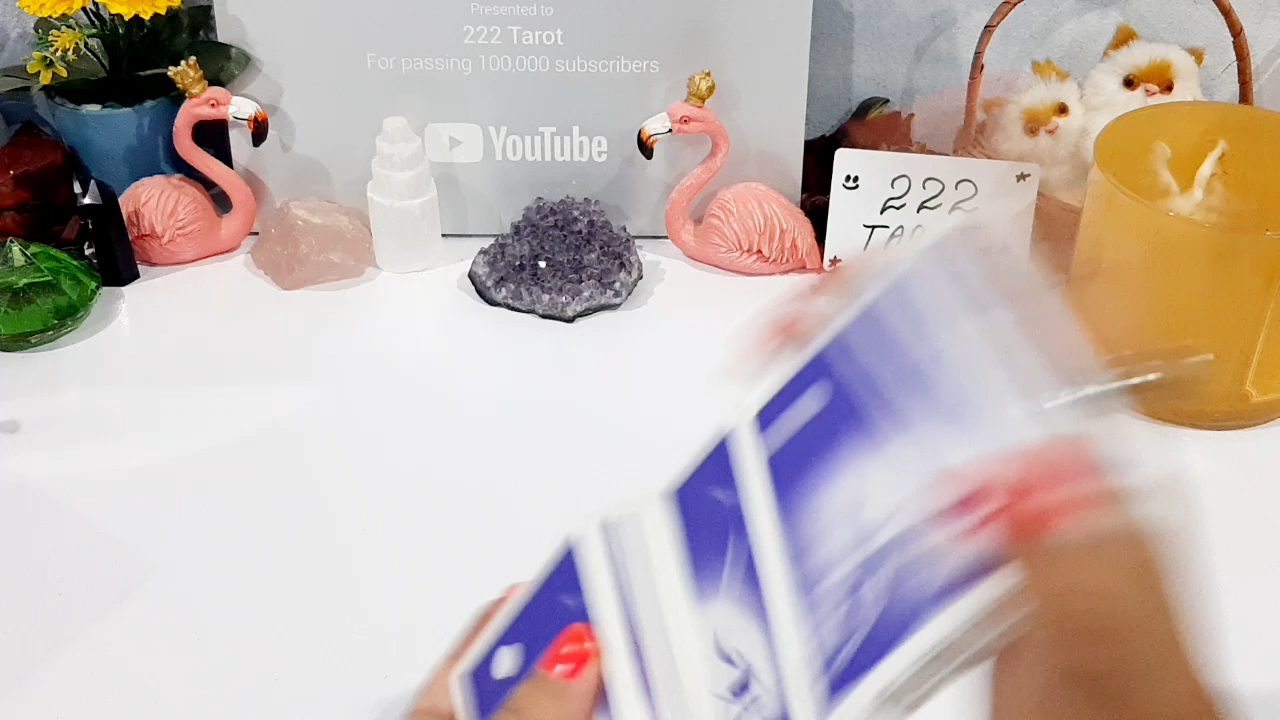 Presented to
222 Tarot
For passing 100,000 subscribers
YouTube
222